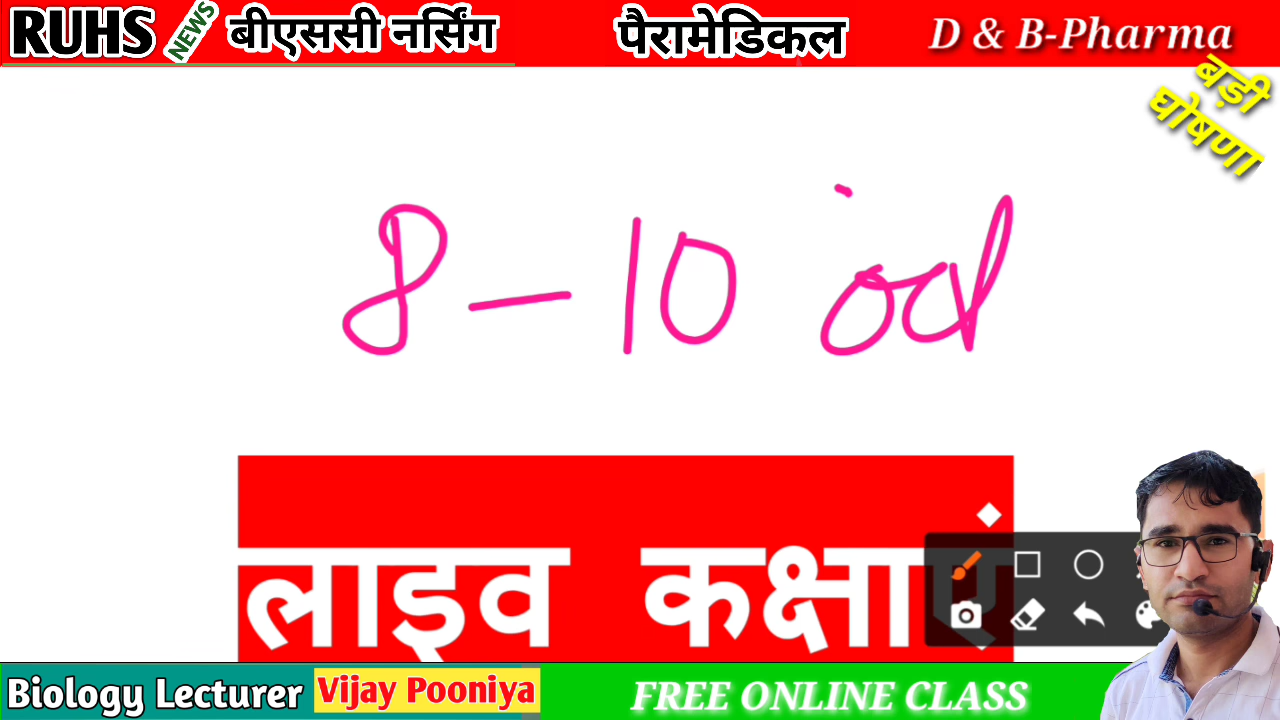 RUHS NEWS बीएससी नर्सिंग पैरामेडिकल D & B-Pharma
बड़ी
घोषणा
8-10
लाइव कक्षाएं
Biology Lecturer Vijay Pooniya FREE ONLINE CLASS